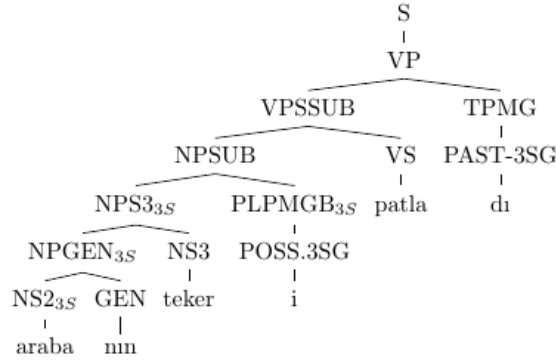 S
VP
VPSSUB TPMG
NPSUB VS PAST-3SG
NPS3₃S PLPMGB₃S patla dı
NPGEN₃S NS3 POSS.3SG
NS2₃S GEN teker i
araba nın